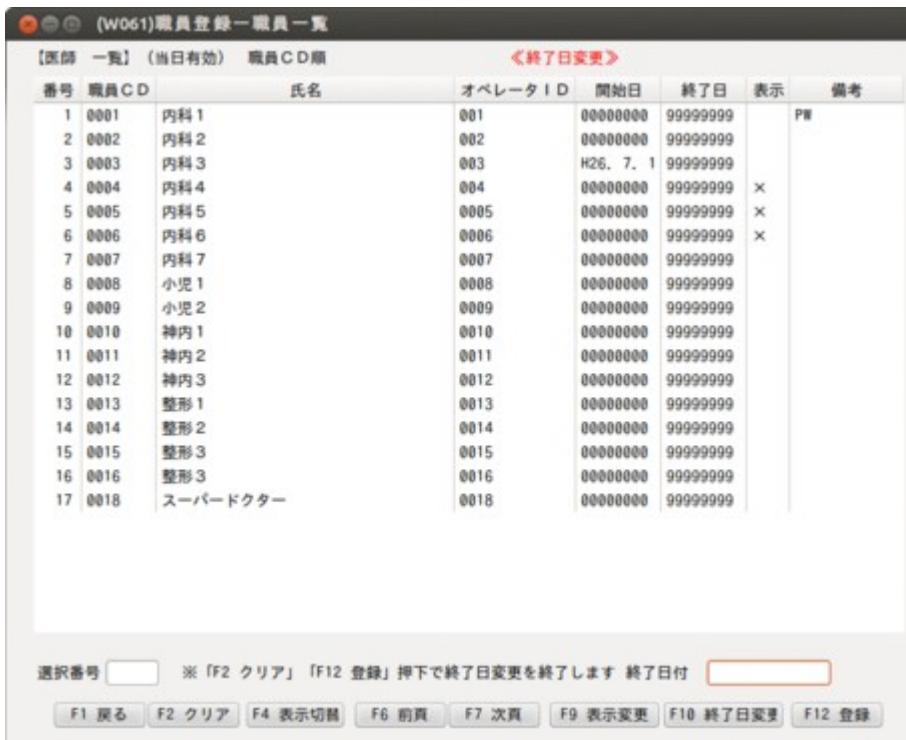 (W061)職員登録ー職員一覧
【医師 一覧】（当日有効） 職員ＣＤ順 《終了日変更》
番号 職員ＣＤ 氏名 オペレータＩＤ 開始日 終了日 表示 備考
1 0001 内科１ 001 00000000 99999999 PW
2 0002 内科２ 002 00000000 99999999
3 0003 内科３ 003 H26. 7. 1 99999999
4 0004 内科４ 004 00000000 99999999 ×
5 0005 内科５ 0005 00000000 99999999 ×
6 0006 内科６ 0006 00000000 99999999 ×
7 0007 内科７ 0007 00000000 99999999
8 0008 小児１ 0008 00000000 99999999
9 0009 小児２ 0009 00000000 99999999
10 0010 神内１ 0010 00000000 99999999
11 0011 神内２ 0011 00000000 99999999
12 0012 神内３ 0012 00000000 99999999
13 0013 整形１ 0013 00000000 99999999
14 0014 整形２ 0014 00000000 99999999
15 0015 整形３ 0015 00000000 99999999
16 0016 整形３ 0016 00000000 99999999
17 0018 スーパードクター 0018 00000000 99999999
選択番号 ※「F2 クリア」「F12 登録」押下で終了日変更を終了します 終了日付
F1 戻る F2 クリア F4 表示切替 F6 前頁 F7 次頁 F9 表示変更 F10 終了日変更 F12 登録